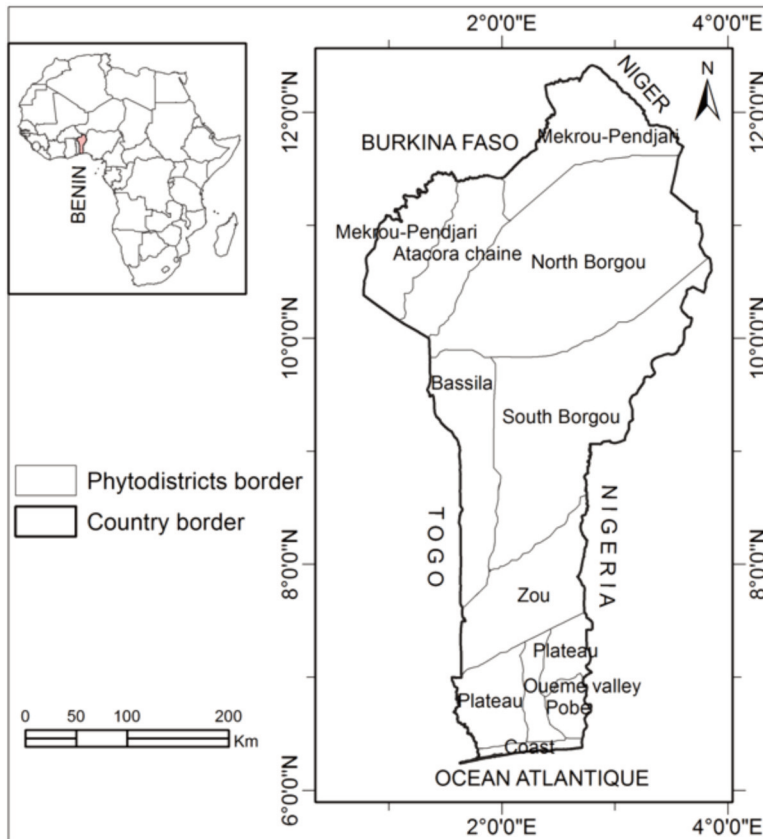 2°0'0"E
4°0'0"E
N
NIGER
12°0'0"N
12°0'0"N
BURKINA FASO
Mekrou-Pendjari
BENIN
Mekrou-Pendjari
Atacora chaine
North Borgou
10°0'0"N
10°0'0"N
Bassila
South Borgou
Phytodistricts border
Country border
TOGO
NIGERIA
8°0'0"N
8°0'0"N
Zou
Plateau
Oueme valley
Plateau
Pobe
0
50
100
200
Km
Coast
OCEAN ATLANTIQUE
6°0'0"N
6°0'0"N
2°0'0"E
4°0'0"E